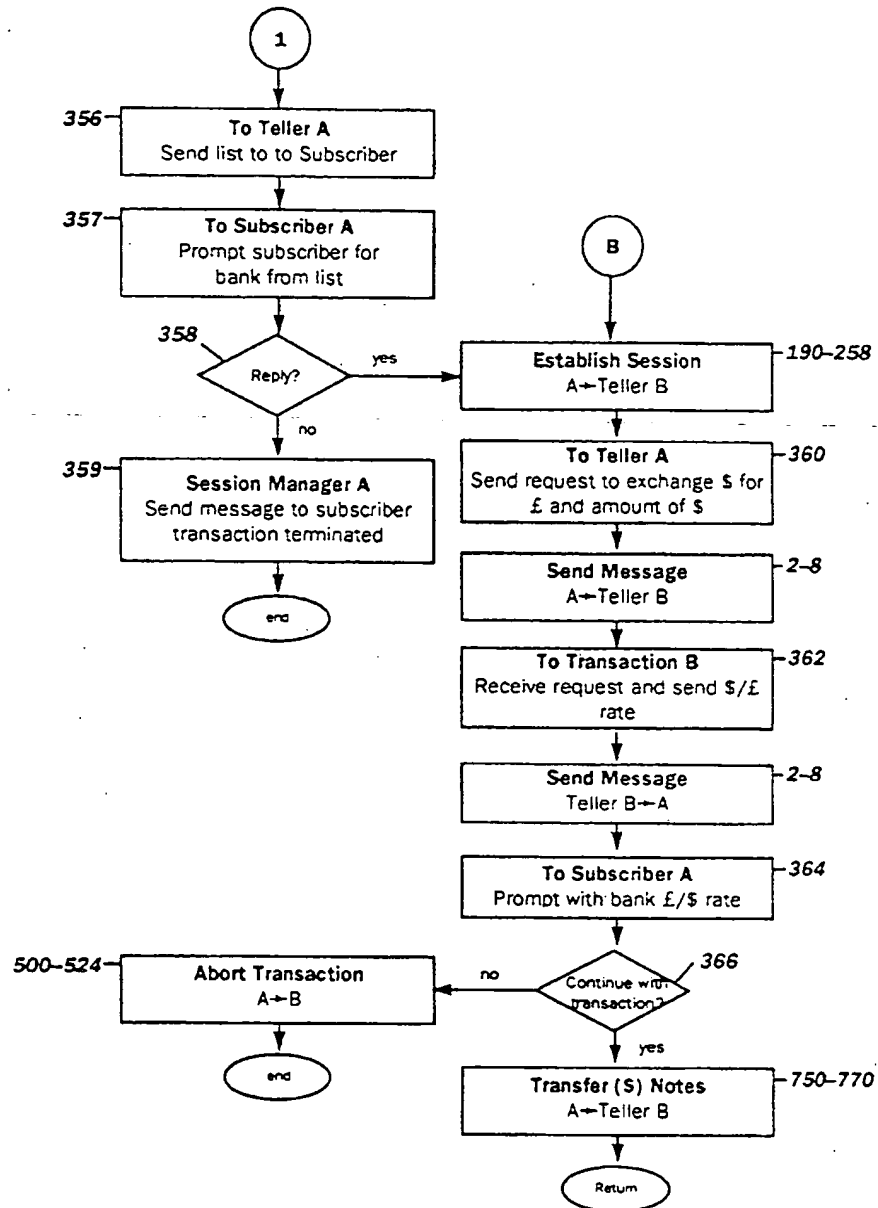 1
356
To Teller A
Send list to to Subscriber
357
To Subscriber A
Prompt subscriber for
bank from list
358
Reply?
yes
no
359
Session Manager A
Send message to subscriber
transaction terminated
end
B
Establish Session
A→Teller B
190–258
To Teller A
Send request to exchange $ for
£ and amount of $
360
Send Message
A→Teller B
2–8
To Transaction B
Receive request and send $/£
rate
362
Send Message
Teller B→A
2–8
To Subscriber A
Prompt with bank £/$ rate
364
Continue with
transaction?
366
no
yes
500–524
Abort Transaction
A→B
end
Transfer ($) Notes
A→Teller B
750–770
Return